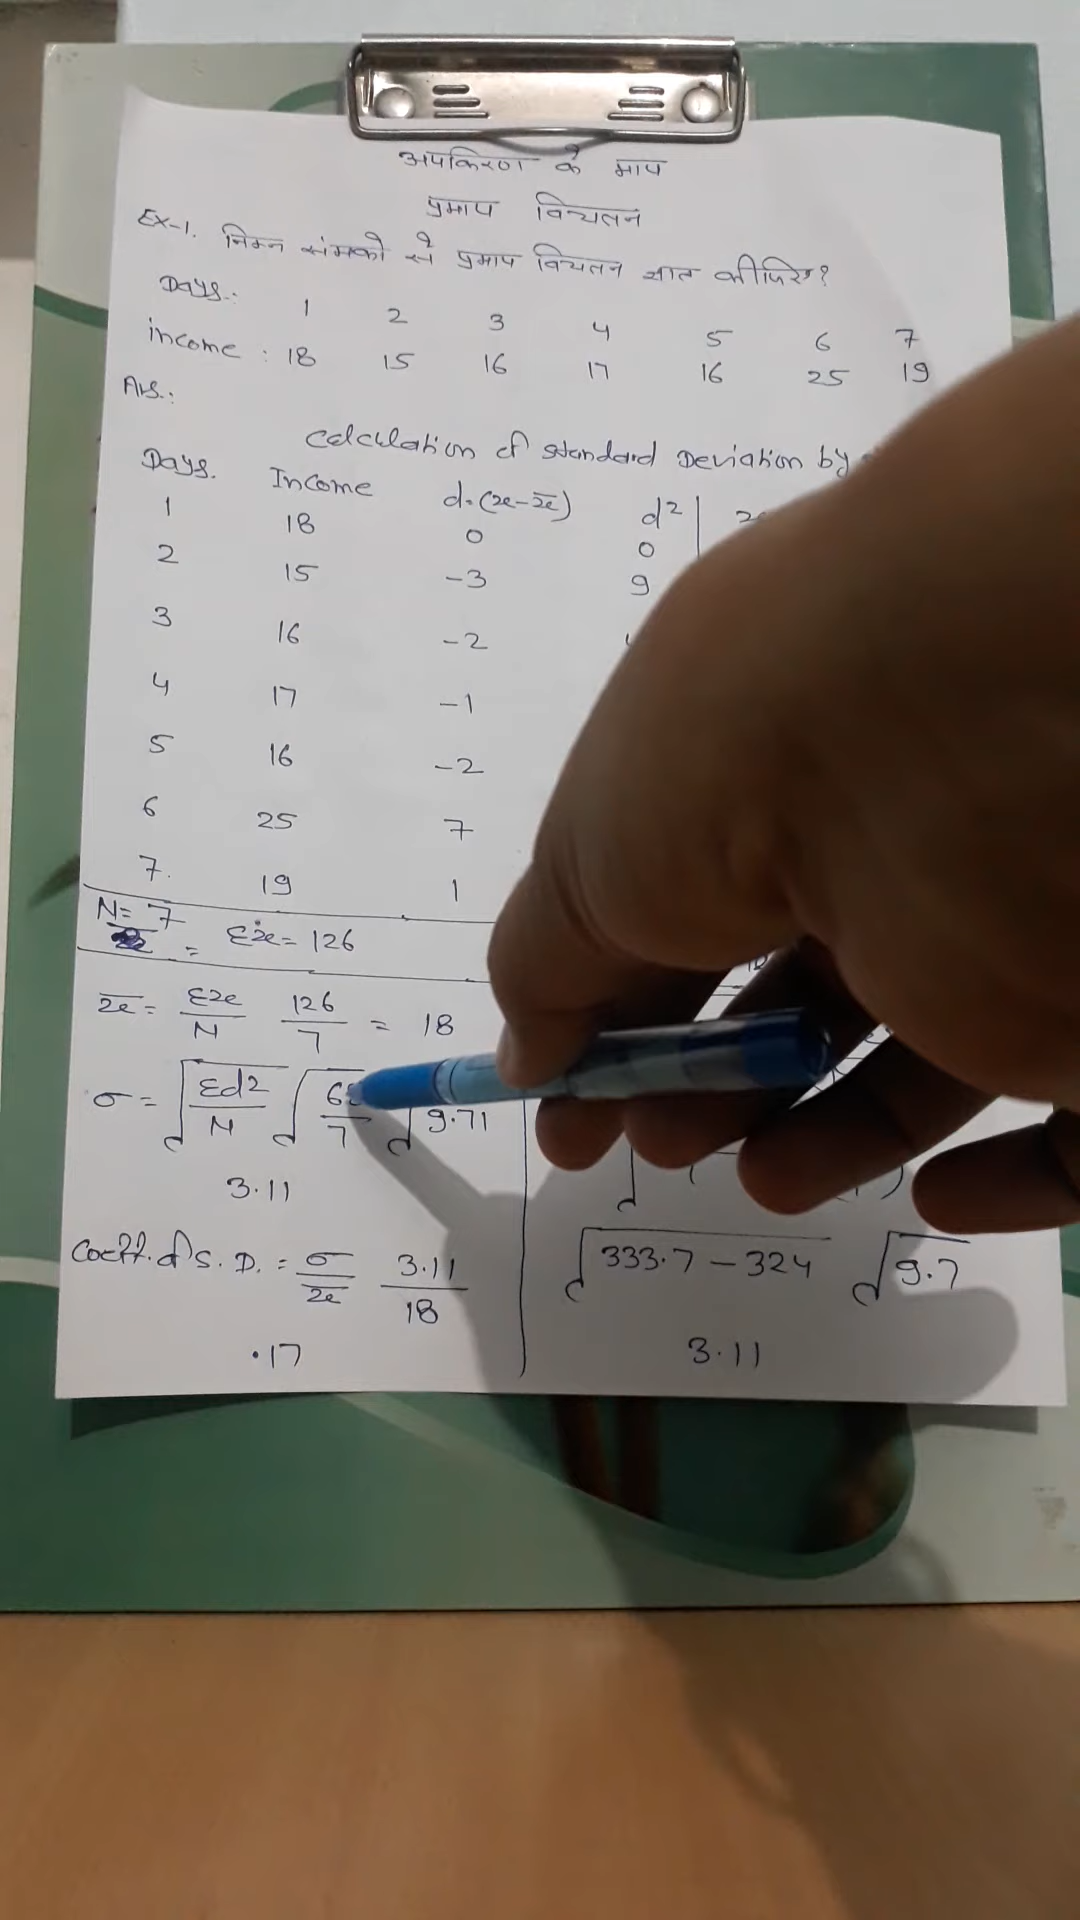 अपकिरण के माप
प्रमाप विचलन
EX-1. निम्न संमको से प्रमाप विचलन ज्ञात कीजिए?
Days: 1 2 3 4 5 6 7
income: 18 15 16 17 16 25 19
Ans.:
Calculation of standard Deviation by
Days. Income d=(x-x̅) d²
1 18 0 0
2 15 -3 9
3 16 -2
4 17 -1
5 16 -2
6 25 7
7. 19 1
N= 7 = Σx= 126
x̅ = Σx/N 126/7 = 18
σ = √Σd²/N √ /7 √9.71
3.11
√333.7-324 √9.7
Coeff. of S. D. = σ/x̅ 3.11/18
.17
3.11